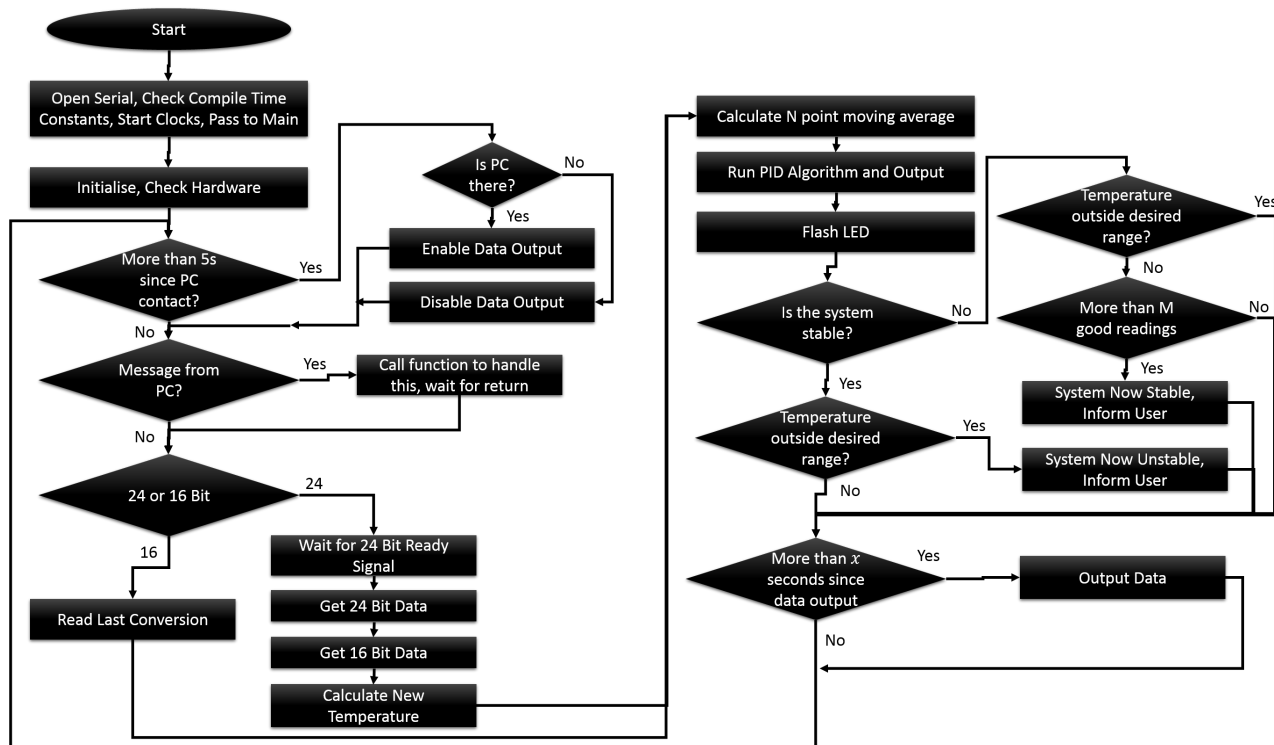 Start
Open Serial, Check Compile Time
Constants, Start Clocks, Pass to Main
Initialise, Check Hardware
More than 5s
since PC
contact?
Yes
No
Is PC
there?
No
Yes
Enable Data Output
Disable Data Output
Message from
PC?
Yes
No
Call function to handle
this, wait for return
24 or 16 Bit
24
16
Wait for 24 Bit Ready
Signal
Get 24 Bit Data
Get 16 Bit Data
Calculate New
Temperature
Read Last Conversion
Calculate N point moving average
Run PID Algorithm and Output
Flash LED
Is the system
stable?
No
Yes
Temperature
outside desired
range?
Yes
No
More than M
good readings
No
Yes
System Now Stable,
Inform User
Temperature
outside desired
range?
Yes
No
System Now Unstable,
Inform User
More than x
seconds since
data output
Yes
No
Output Data